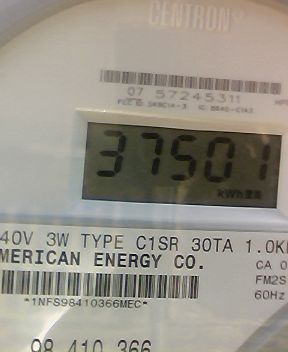 CENTRON
07 57245311
37501
kWh
40V 3W TYPE C1SR 30TA 1.0K
MERICAN ENERGY CO.
CA 0
FM2S
60Hz
*1NFS98410366MEC*
98 410 366